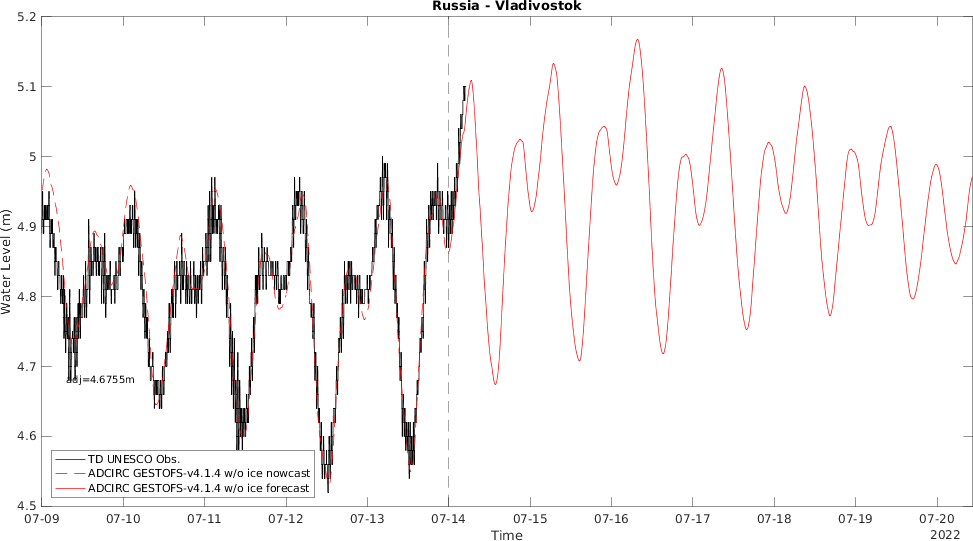 Russia - Vladivostok
5.2
5.1
5
4.9
4.8
4.7
4.6
4.5
Water Level (m)
adj=4.6755m
TD UNESCO Obs.
ADCIRC GESTOFS-v4.1.4 w/o ice nowcast
ADCIRC GESTOFS-v4.1.4 w/o ice forecast
07-09 07-10 07-11 07-12 07-13 07-14 07-15 07-16 07-17 07-18 07-19 07-20
Time
2022